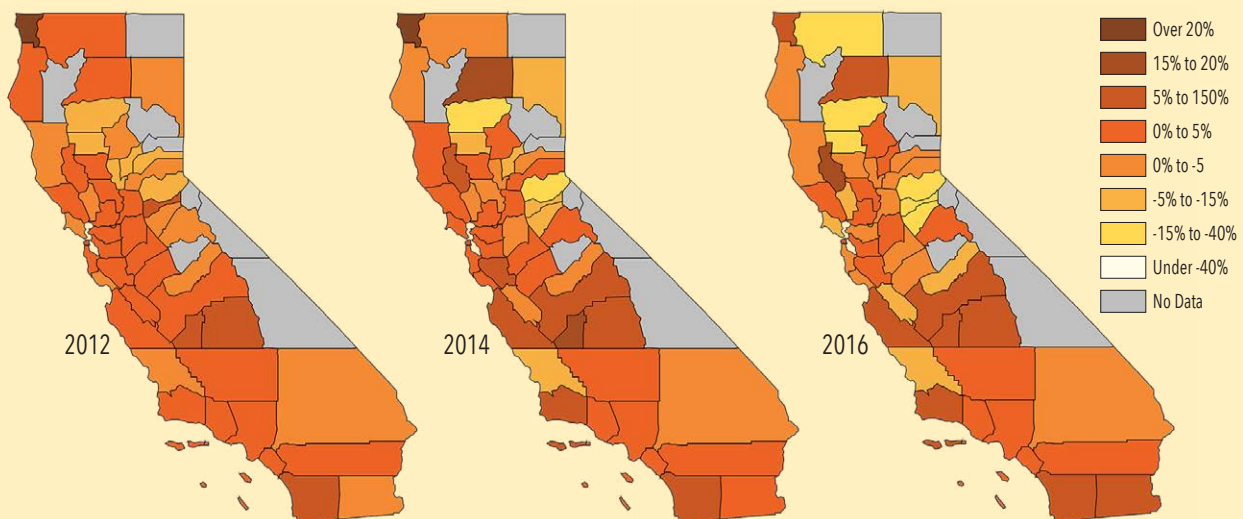 2012
2014
2016
Over 20%
15% to 20%
5% to 150%
0% to 5%
0% to -5
-5% to -15%
-15% to -40%
Under -40%
No Data